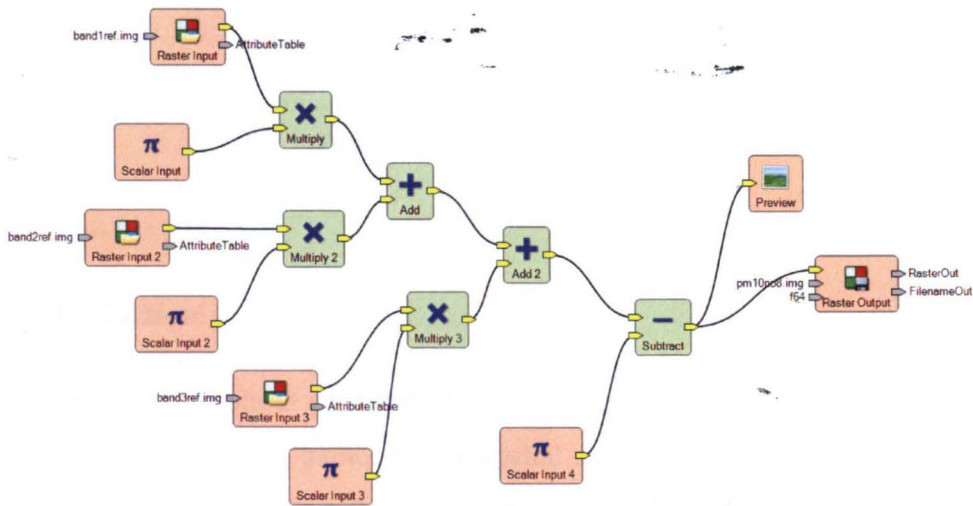 band1ref.img
Raster Input
AttributeTable
π
Scalar Input
Multiply
Add
band2ref.img
Raster Input 2
AttributeTable
Multiply 2
π
Scalar Input 2
Add 2
Multiply 3
band3ref.img
Raster Input 3
AttributeTable
π
Scalar Input 3
π
Scalar Input 4
Subtract
Preview
f64
Raster Output
RasterOut
FilenameOut